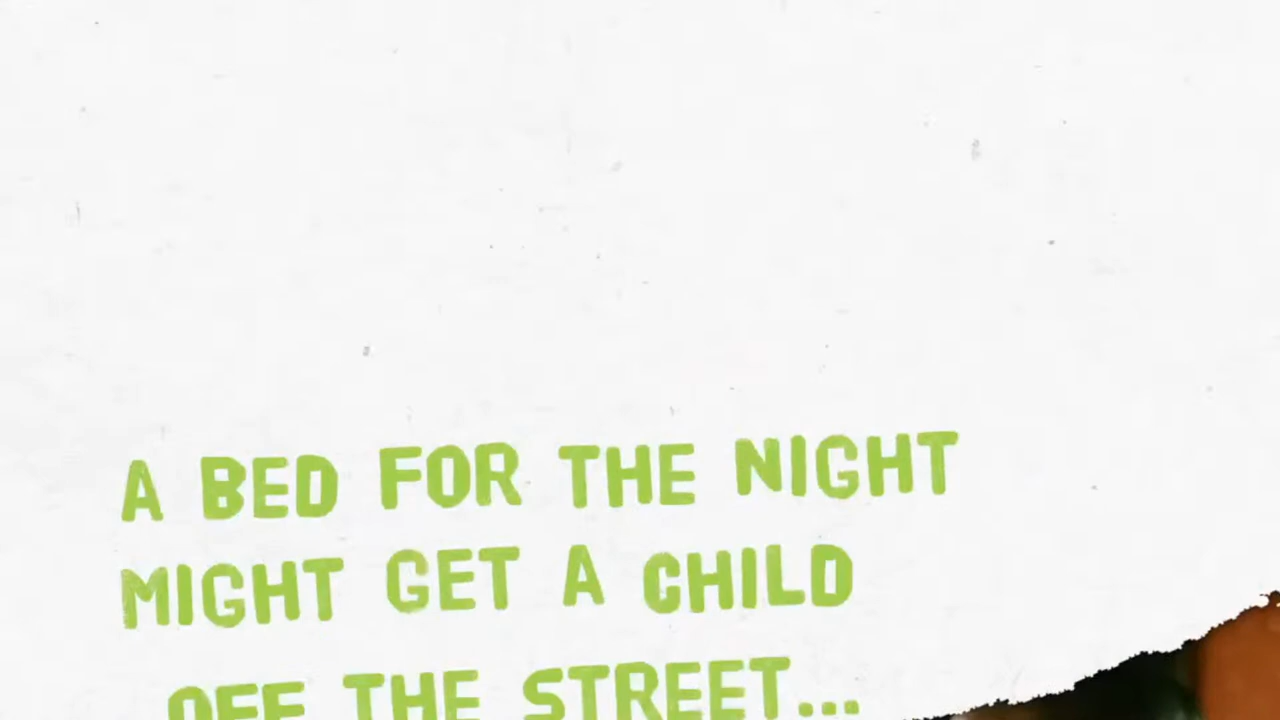 A BED FOR THE NIGHT
MIGHT GET A CHILD
OFF THE STREET...